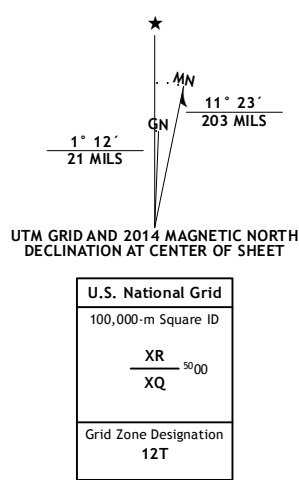 ★
MN
GN
11° 23´
203 MILS
1° 12´
21 MILS
UTM GRID AND 2014 MAGNETIC NORTH
DECLINATION AT CENTER OF SHEET
U.S. National Grid
100,000-m Square ID
XR
5000
XQ
Grid Zone Designation
12T